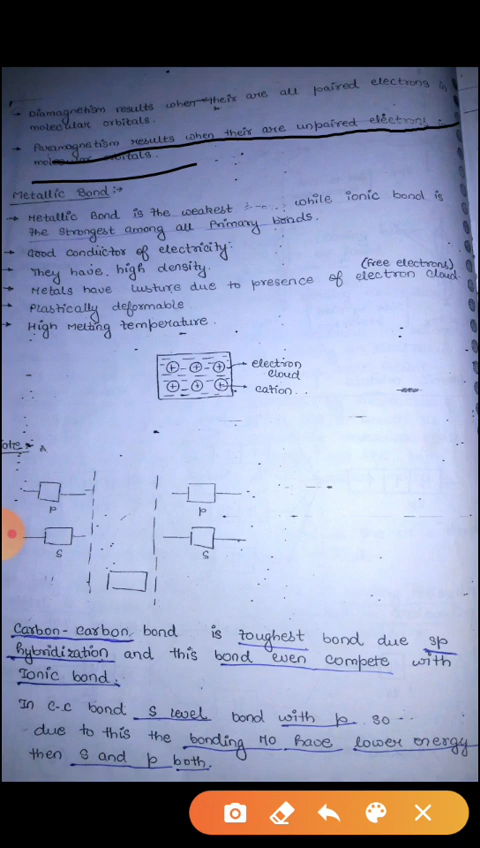 → Diamagnetism results when their are all paired electrons in
molecular orbitals.
→ Paramagnetism results when their are unpaired electrons
molecular orbitals.
Metallic Bond :-
→ Metallic Bond is the weakest while ionic bond is
the strongest among all Primary bonds.
→ Good conductor of electricity.
→ They have high density.
(free electrons)
→ Metals have lusture due to presence of electron cloud.
→ Plastically deformable.
→ High Melting temperature.
electron
cloud
cation..
ote:- A
P
P
S
S
Carbon-carbon bond is toughest bond due sp
hybridization and this bond even compete with
Ionic bond.
In c-c bond S level bond with p so
due to this the bonding MO have lower energy
then S and p both.